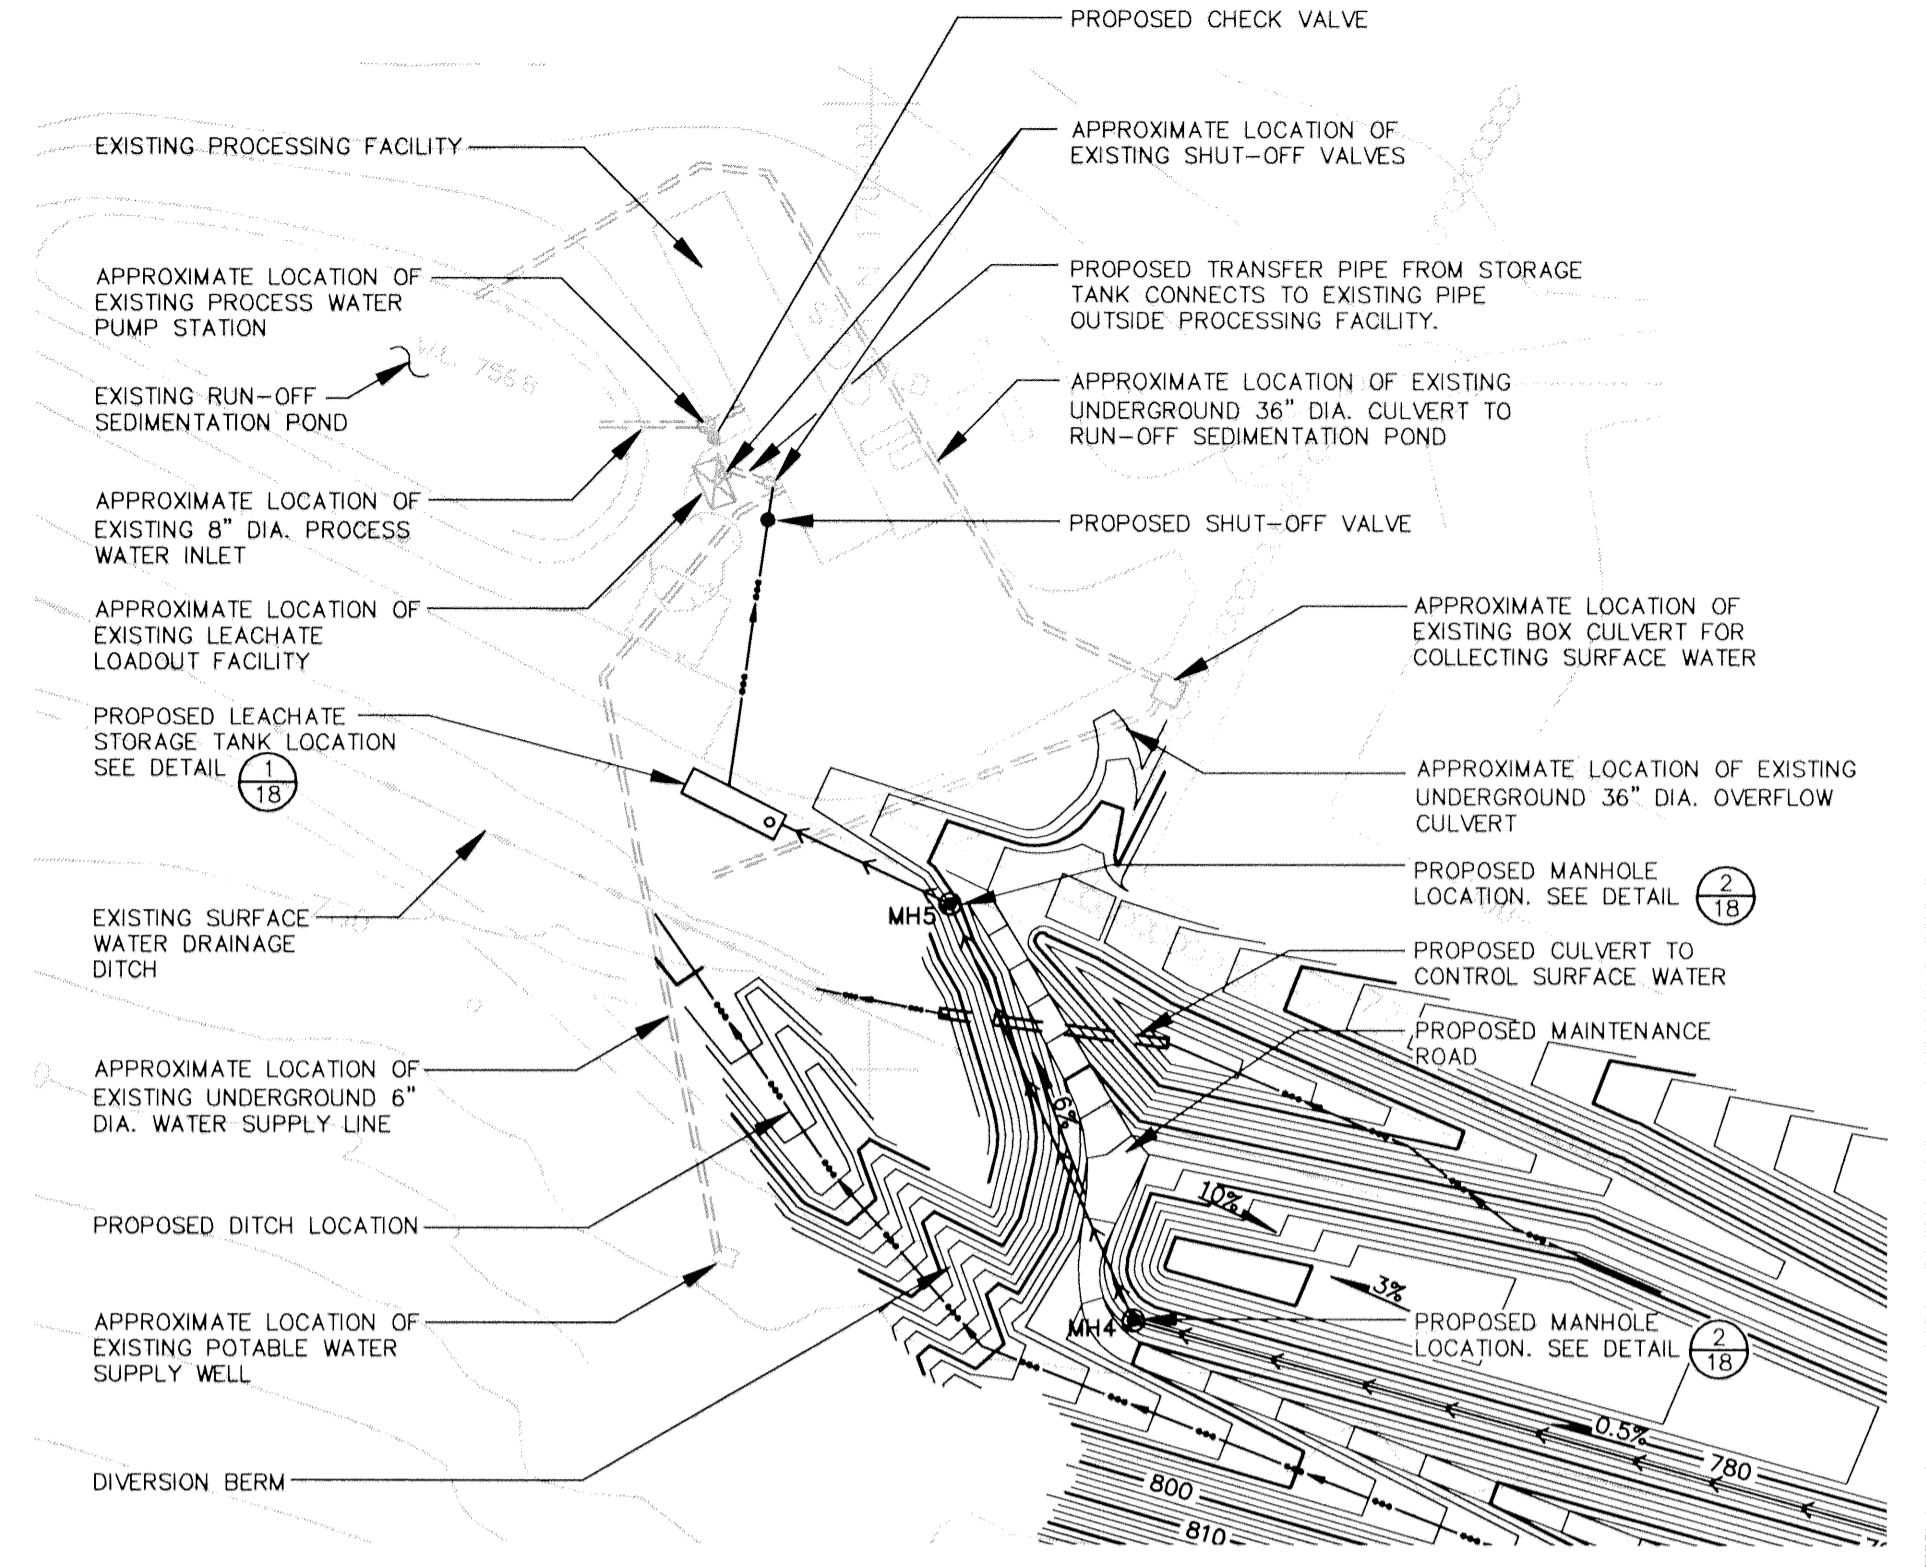 PROPOSED CHECK VALVE
APPROXIMATE LOCATION OF
EXISTING SHUT-OFF VALVES
EXISTING PROCESSING FACILITY
PROPOSED TRANSFER PIPE FROM STORAGE
TANK CONNECTS TO EXISTING PIPE
OUTSIDE PROCESSING FACILITY.
APPROXIMATE LOCATION OF
EXISTING PROCESS WATER
PUMP STATION
756.8
EXISTING RUN-OFF
SEDIMENTATION POND
APPROXIMATE LOCATION OF EXISTING
UNDERGROUND 36" DIA. CULVERT TO
RUN-OFF SEDIMENTATION POND
APPROXIMATE LOCATION OF
EXISTING 8" DIA. PROCESS
WATER INLET
PROPOSED SHUT-OFF VALVE
APPROXIMATE LOCATION OF
EXISTING LEACHATE
LOADOUT FACILITY
APPROXIMATE LOCATION OF
EXISTING BOX CULVERT FOR
COLLECTING SURFACE WATER
PROPOSED LEACHATE
STORAGE TANK LOCATION
SEE DETAIL 1
18
APPROXIMATE LOCATION OF EXISTING
UNDERGROUND 36" DIA. OVERFLOW
CULVERT
PROPOSED MANHOLE
LOCATION. SEE DETAIL 2
18
MH5
EXISTING SURFACE
WATER DRAINAGE
DITCH
PROPOSED CULVERT TO
CONTROL SURFACE WATER
PROPOSED MAINTENANCE
ROAD
APPROXIMATE LOCATION OF
EXISTING UNDERGROUND 6"
DIA. WATER SUPPLY LINE
6%
10%
PROPOSED DITCH LOCATION
3%
APPROXIMATE LOCATION OF
EXISTING POTABLE WATER
SUPPLY WELL
MH4
PROPOSED MANHOLE
LOCATION. SEE DETAIL 2
18
0.5%
780
DIVERSION BERM
800
810